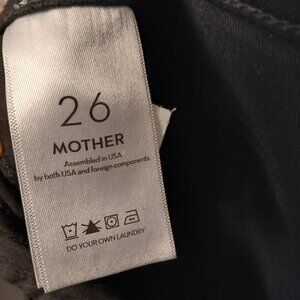 26
MOTHER
Assembled in USA
by both USA and foreign components
DO YOUR OWN LAUNDRY